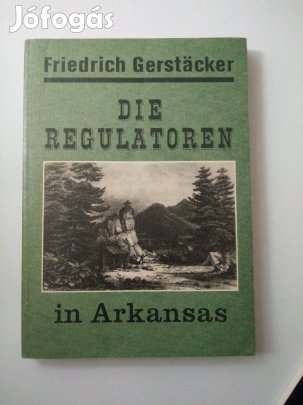 Jófogás
Friedrich Gerstäcker
DIE
REGULATOREN
in Arkansas